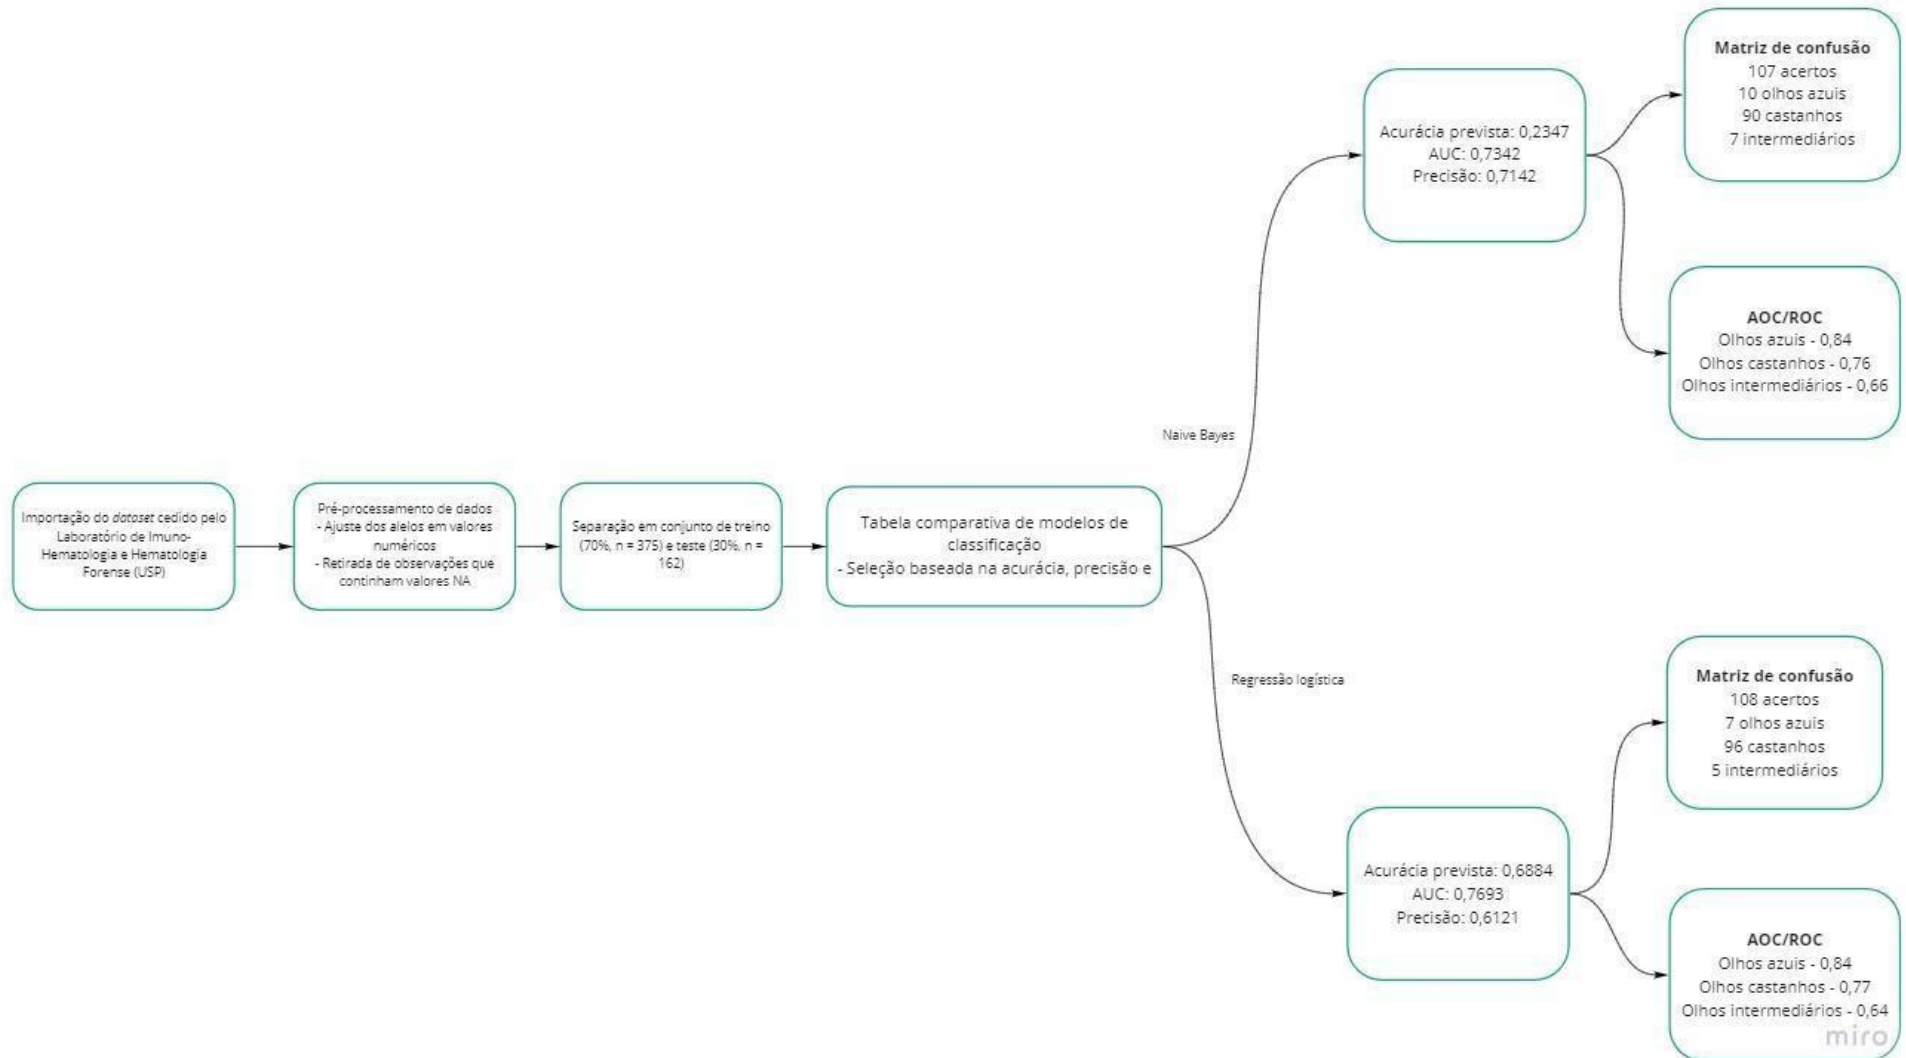 Importação do dataset cedido pelo
Laboratório de Imuno-
Hematologia e Hematologia
Forense (USP)
Pré-processamento de dados
- Ajuste dos alelos em valores
numéricos
- Retirada de observações que
continham valores NA
Separação em conjunto de treino
(70%, n = 375) e teste (30%, n =
162)
Tabela comparativa de modelos de
classificação
- Seleção baseada na acurácia, precisão e
Naive Bayes
Acurácia prevista: 0,2347
AUC: 0,7342
Precisão: 0,7142
Matriz de confusão
107 acertos
10 olhos azuis
90 castanhos
7 intermediários
AOC/ROC
Olhos azuis - 0,84
Olhos castanhos - 0,76
Olhos intermediários - 0,66
Regressão logística
Acurácia prevista: 0,6884
AUC: 0,7693
Precisão: 0,6121
Matriz de confusão
108 acertos
7 olhos azuis
96 castanhos
5 intermediários
AOC/ROC
Olhos azuis - 0,84
Olhos castanhos - 0,77
Olhos intermediários - 0,64
miro